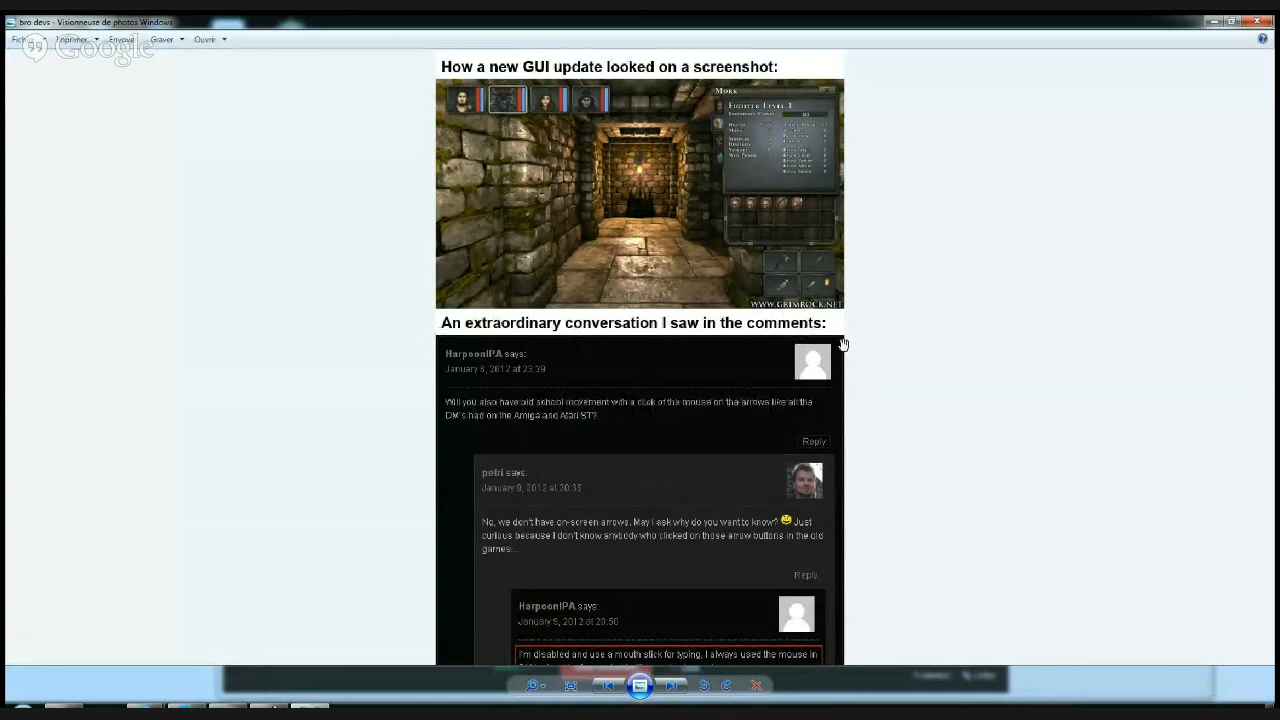 bro devs - Visionneuse de photos Windows
Imprimer Envoyer Graver Ouvrir
Google
How a new GUI update looked on a screenshot:
Mork
Fighter Level 1
WWW.GRIMROCK.NET
An extraordinary conversation I saw in the comments:
HarpoonIPA says:
January 8, 2012 at 23:29
Will you also have old school movement with a click of the mouse on the arrows like all the
DM's had on the Amiga and Atari ST?
Reply
petri says:
January 9, 2012 at 20:35
No, we don't have on-screen arrows. May I ask why do you want to know? Just
curious because I don't know anybody who clicked on those arrow buttons in the old
games...
Reply
HarpoonIPA says:
January 9, 2012 at 20:50
I'm disabled and use a mouth stick for typing, I always used the mouse in